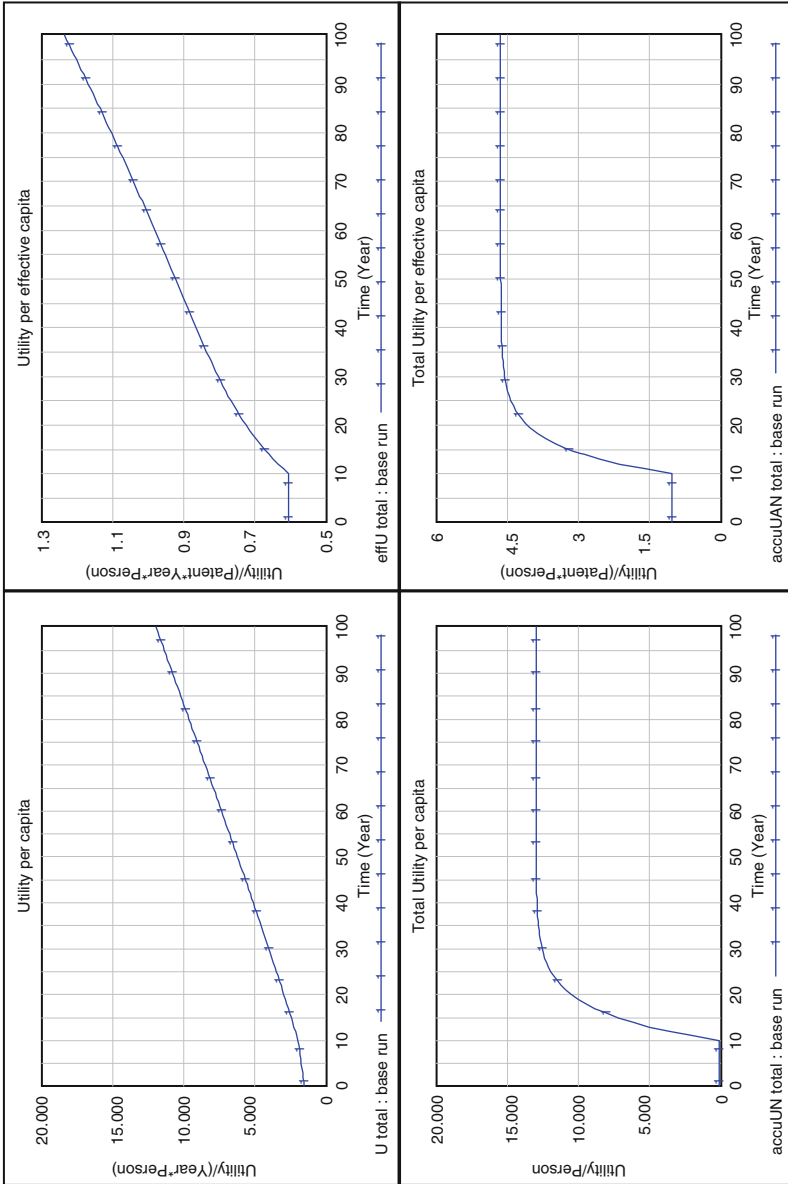 Utility per capita
20.000
15.000
10.000
5.000
0
Utility/(Year*Person)
0 10 20 30 40 50 60 70 80 90 100
Time (Year)
U total : base run
Utility per effective capita
1.3
1.1
0.9
0.7
0.5
Utility/(Patent*Year*Person)
0 10 20 30 40 50 60 70 80 90 100
Time (Year)
effU total : base run
Total Utility per capita
20.000
15.000
10.000
5.000
0
Utility/Person
0 10 20 30 40 50 60 70 80 90 100
Time (Year)
accuUN total : base run
Total Utility per effective capita
6
4.5
3
1.5
0
Utility/(Patent*Person)
0 10 20 30 40 50 60 70 80 90 100
Time (Year)
accuUAN total : base run